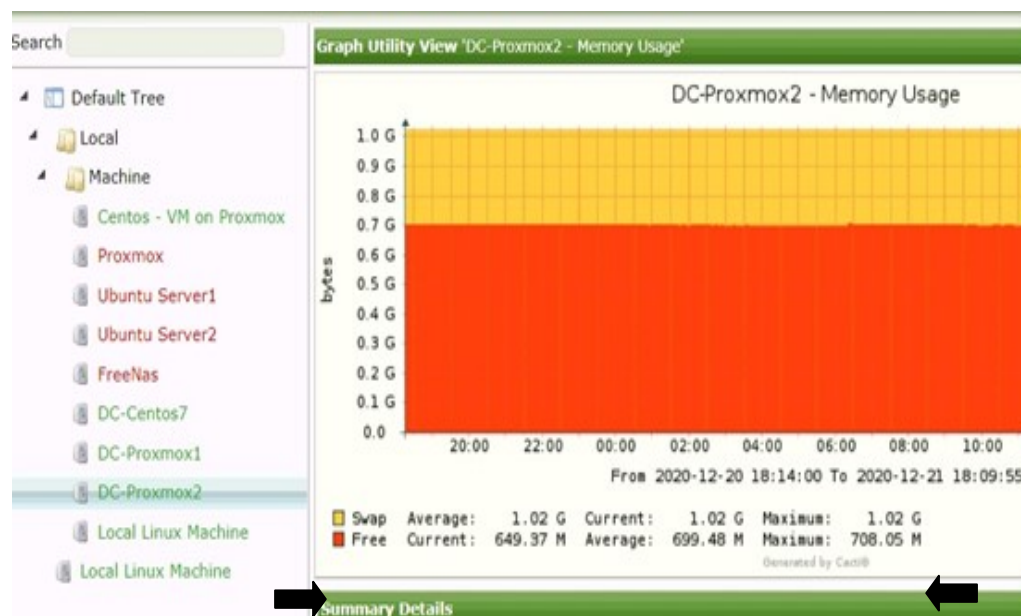 Search
Default Tree
Local
Machine
Centos - VM on Proxmox
Proxmox
Ubuntu Server1
Ubuntu Server2
FreeNas
DC-Centos7
DC-Proxmox1
DC-Proxmox2
Local Linux Machine
Local Linux Machine
Graph Utility View 'DC-Proxmox2 - Memory Usage'
DC-Proxmox2 - Memory Usage
bytes
1.0 G
0.9 G
0.8 G
0.7 G
0.6 G
0.5 G
0.4 G
0.3 G
0.2 G
0.1 G
0.0
20:00 22:00 00:00 02:00 04:00 06:00 08:00 10:00
From 2020-12-20 18:14:00 To 2020-12-21 18:09:55
Swap Average: 1.02 G Current: 1.02 G Maximum: 1.02 G
Free Current: 649.37 M Average: 699.48 M Maximum: 708.05 M
Generated by Cacti®
Summary Details